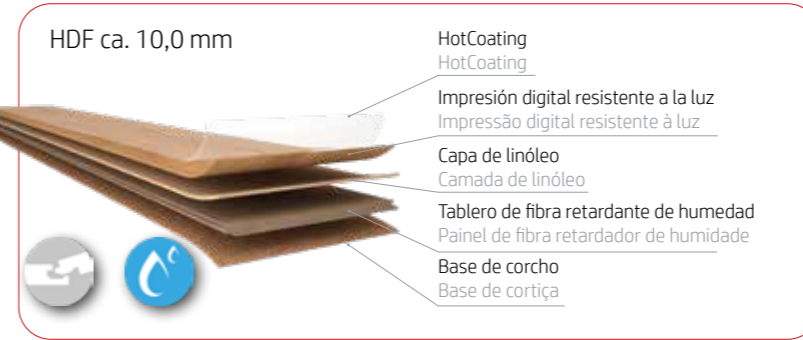 HDF ca. 10,0 mm
HotCoating
HotCoating
Impresión digital resistente a la luz
Impressão digital resistente à luz
Capa de linóleo
Camada de linóleo
Tablero de fibra retardante de humedad
Painel de fibra retardador de humidade
Base de corcho
Base de cortiça